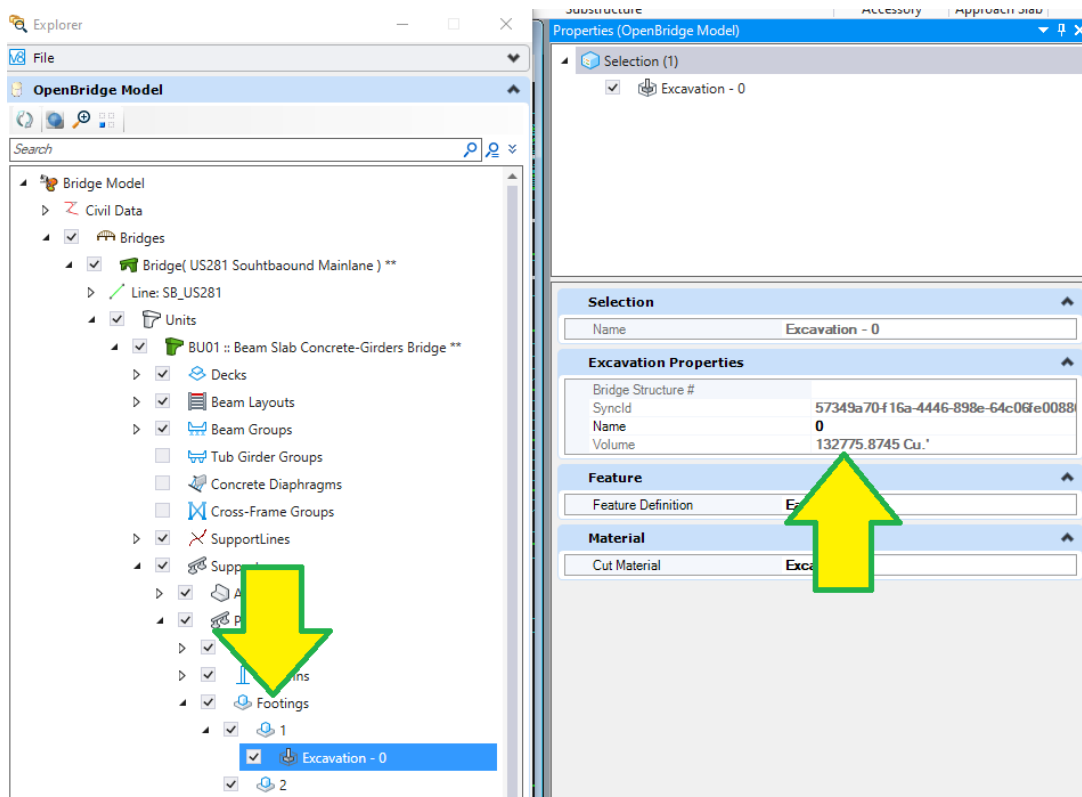 Explorer
File
OpenBridge Model
Search
Bridge Model
Civil Data
Bridges
Bridge( US281 Souhtbaound Mainlane ) **
Line: SB_US281
Units
BU01 :: Beam Slab Concrete-Girders Bridge **
Decks
Beam Layouts
Beam Groups
Tub Girder Groups
Concrete Diaphragms
Cross-Frame Groups
SupportLines
Footings
1
Excavation - 0
2
Substructure Accessory Approach Slab
Properties (OpenBridge Model)
Selection (1)
Excavation - 0
Selection
Name Excavation - 0
Excavation Properties
Bridge Structure #
SyncId 57349a70-f16a-4446-898e-64c06fe0088
Name 0
Volume 132775.8745 Cu.'
Feature
Feature Definition
Material
Cut Material